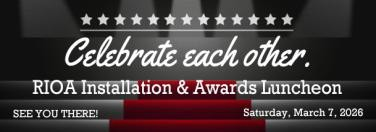 Celebrate each other.
RIOA Installation & Awards Luncheon
SEE YOU THERE!
Saturday, March 7, 2026